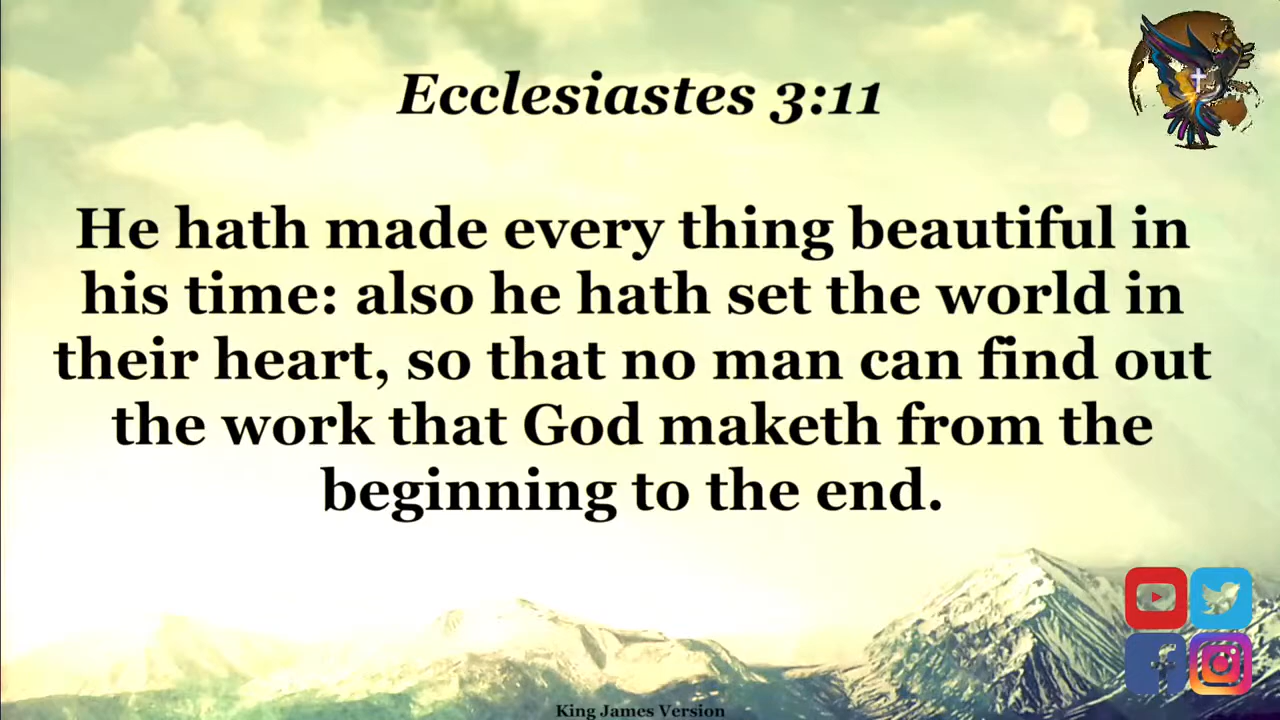 Ecclesiastes 3:11
He hath made every thing beautiful in
his time: also he hath set the world in
their heart, so that no man can find out
the work that God maketh from the
beginning to the end.
King James Version